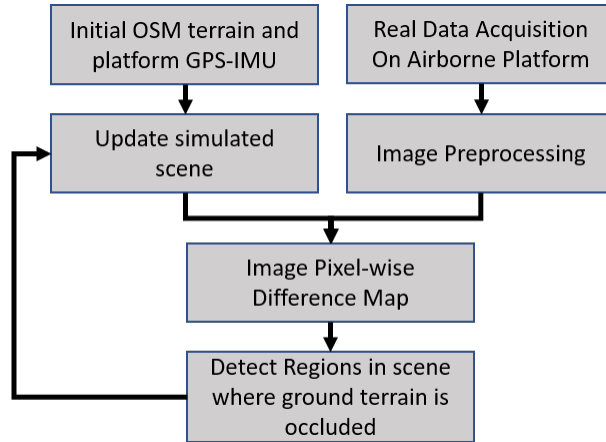 Initial OSM terrain and
platform GPS-IMU
Real Data Acquisition
On Airborne Platform
Update simulated
scene
Image Preprocessing
Image Pixel-wise
Difference Map
Detect Regions in scene
where ground terrain is
occluded